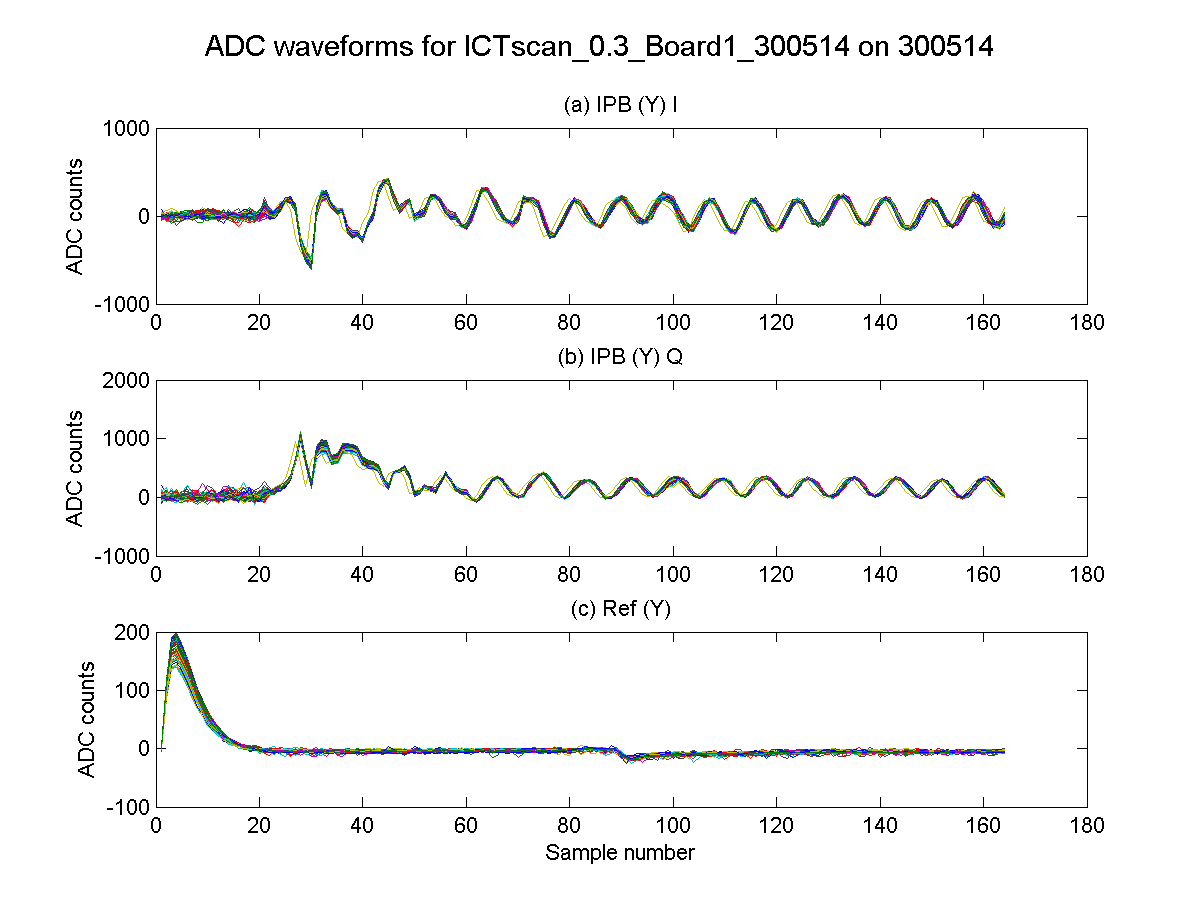 ADC waveforms for ICTscan_0.3_Board1_300514 on 300514
(a) IPB (Y) I
1000
0
-1000
ADC counts
0 20 40 60 80 100 120 140 160 180
(b) IPB (Y) Q
2000
1000
0
-1000
ADC counts
0 20 40 60 80 100 120 140 160 180
(c) Ref (Y)
200
100
0
-100
ADC counts
0 20 40 60 80 100 120 140 160 180
Sample number